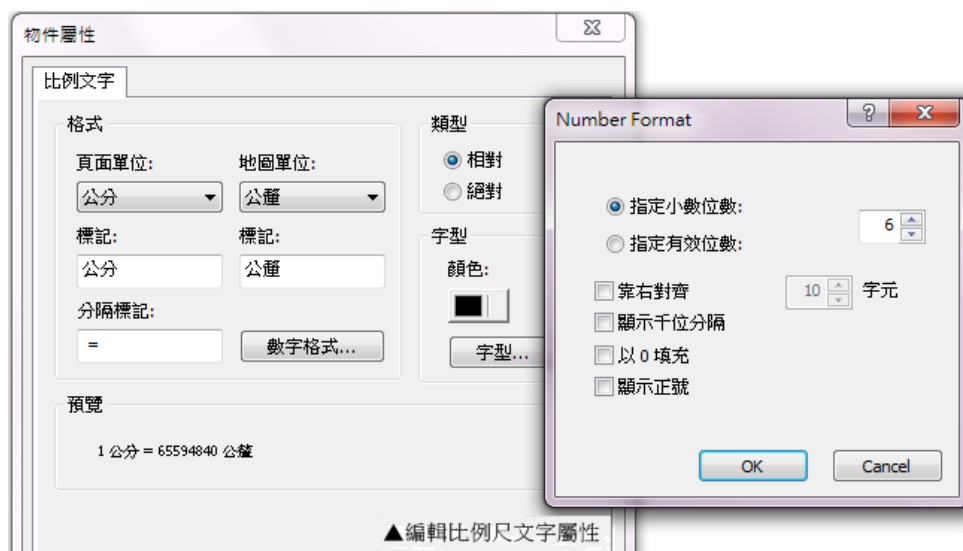 物件屬性
比例文字
格式
頁面單位: 地圖單位:
公分 公釐
標記: 標記:
公分 公釐
分隔標記:
= 數字格式...
類型
相對
絕對
字型
顏色:
字型...
預覽
1 公分 = 65594840 公釐
▲編輯比例尺文字屬性
Number Format
指定小數位數:
6
指定有效位數:
靠右對齊 10 字元
顯示千位分隔
以 0 填充
顯示正號
OK Cancel